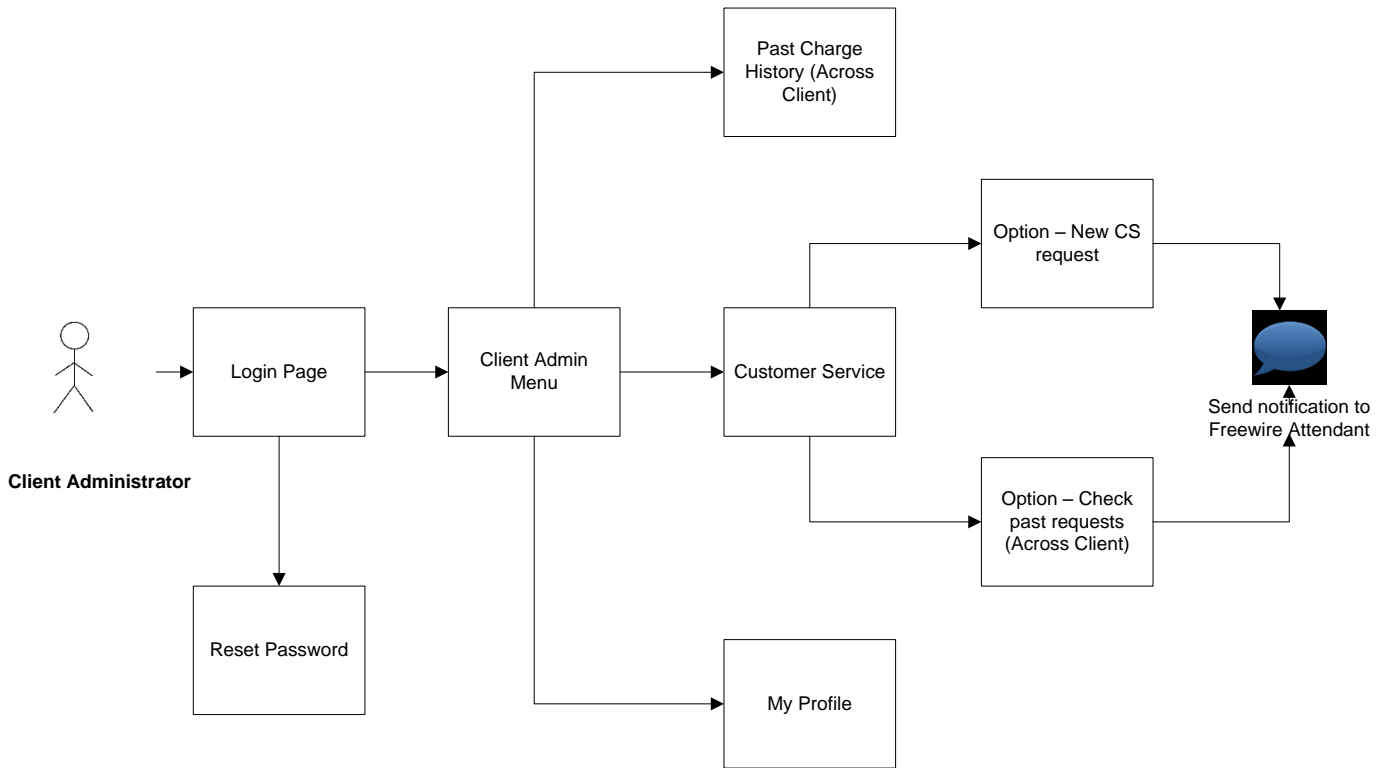 Past Charge
History (Across
Client)
Option – New CS
request
Login Page
Client Admin
Menu
Customer Service
Send notification to
Freewire Attendant
Client Administrator
Option – Check
past requests
(Across Client)
Reset Password
My Profile